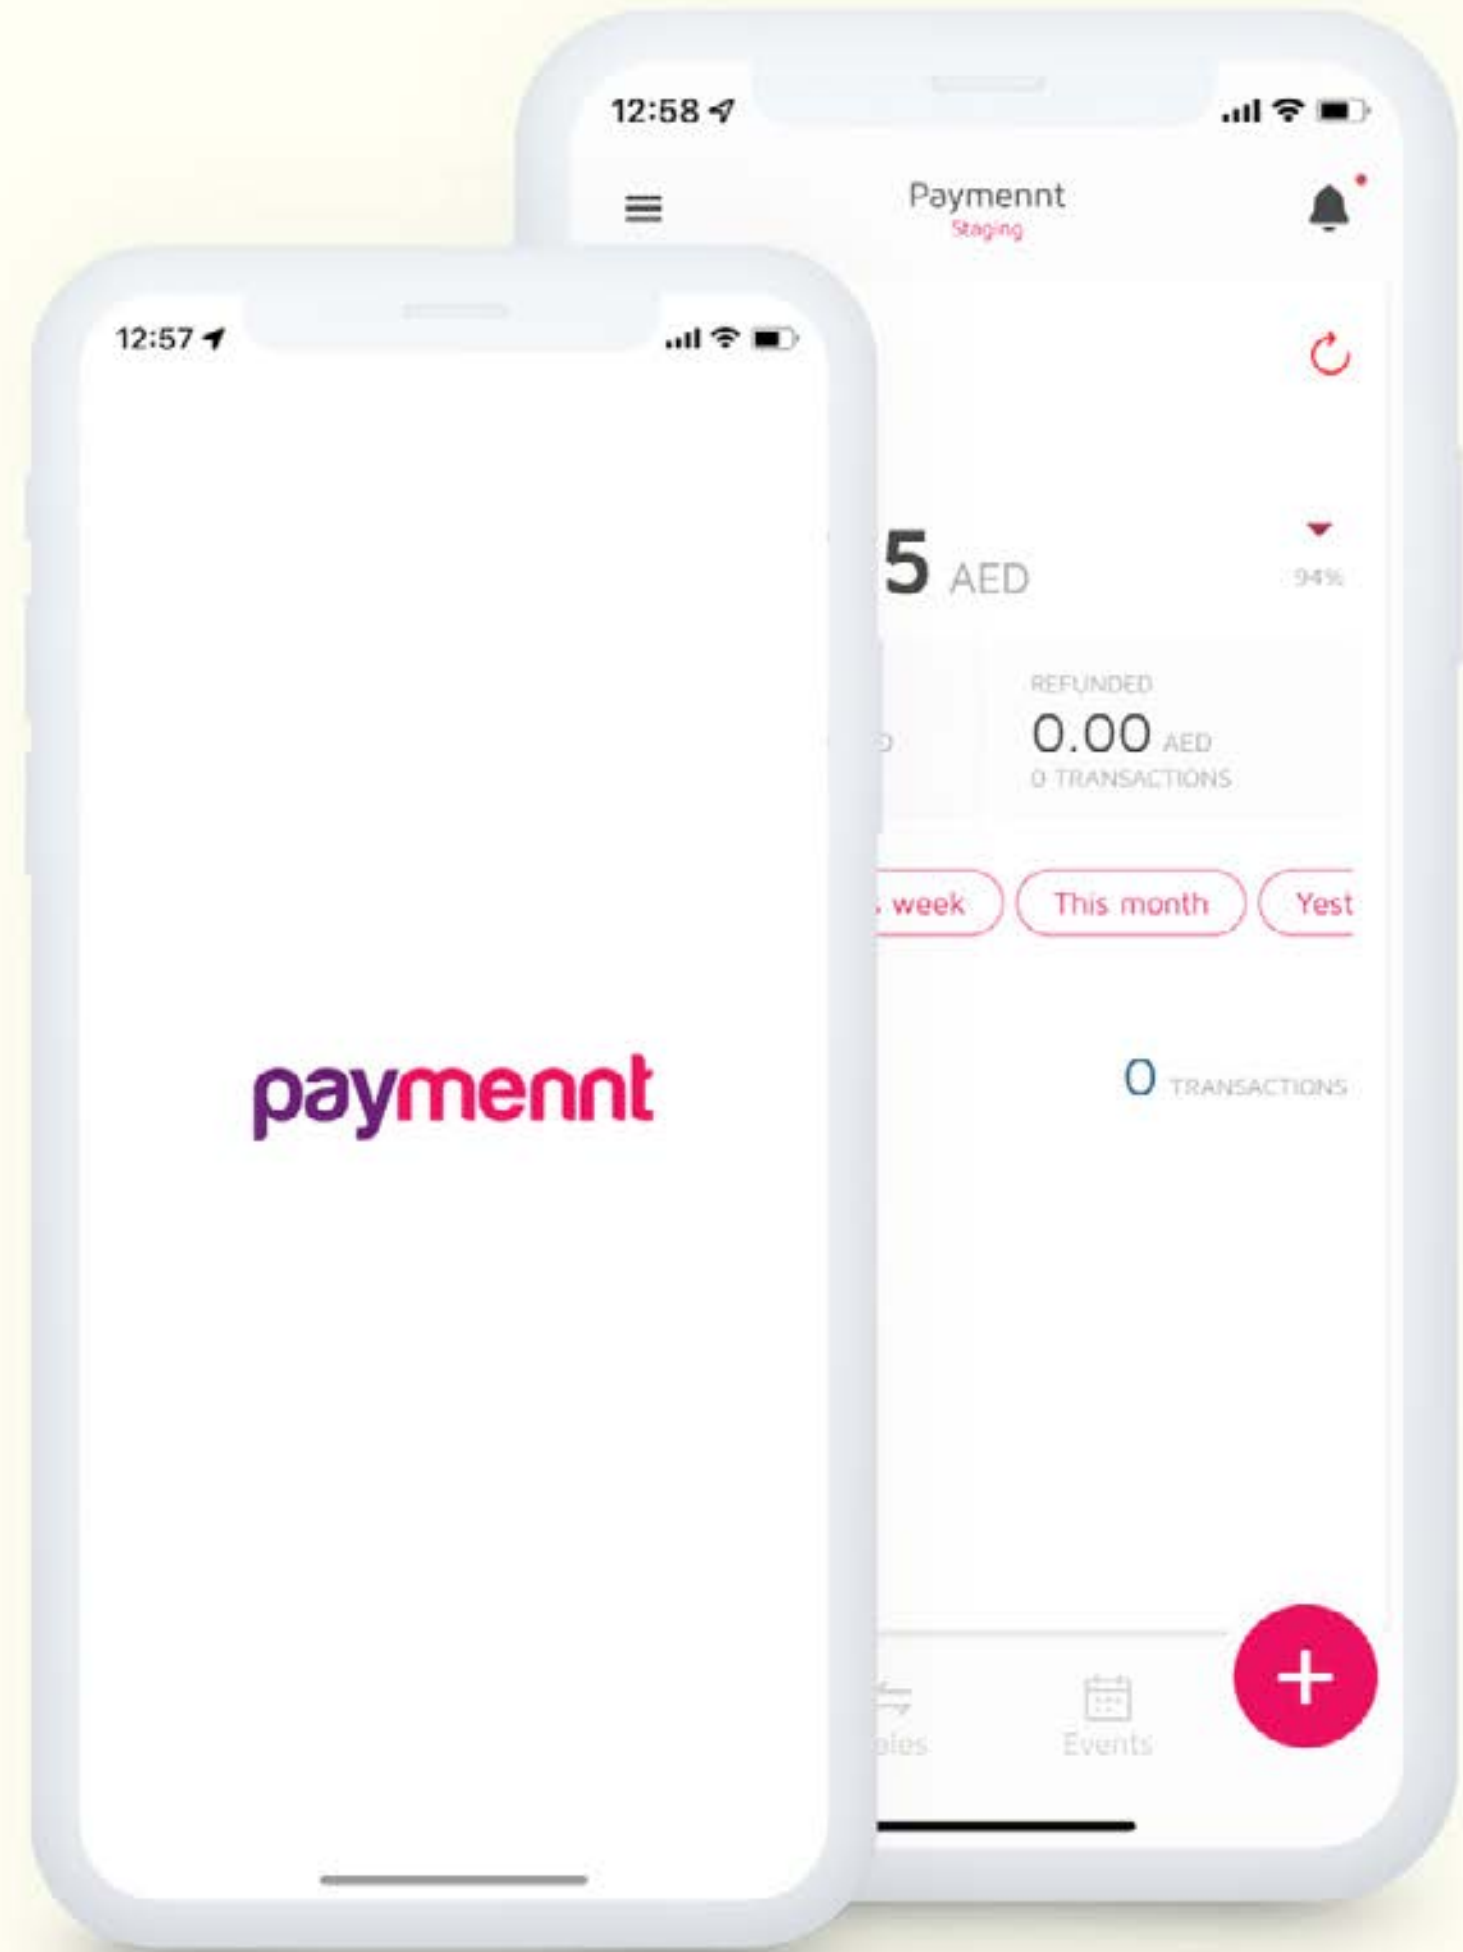 12:58
Paymennt
Staging
12:57
5 AED
94%
REFUNDED
0.00 AED
0 TRANSACTIONS
week
This month
Yest
paymennt
0 TRANSACTIONS
Events